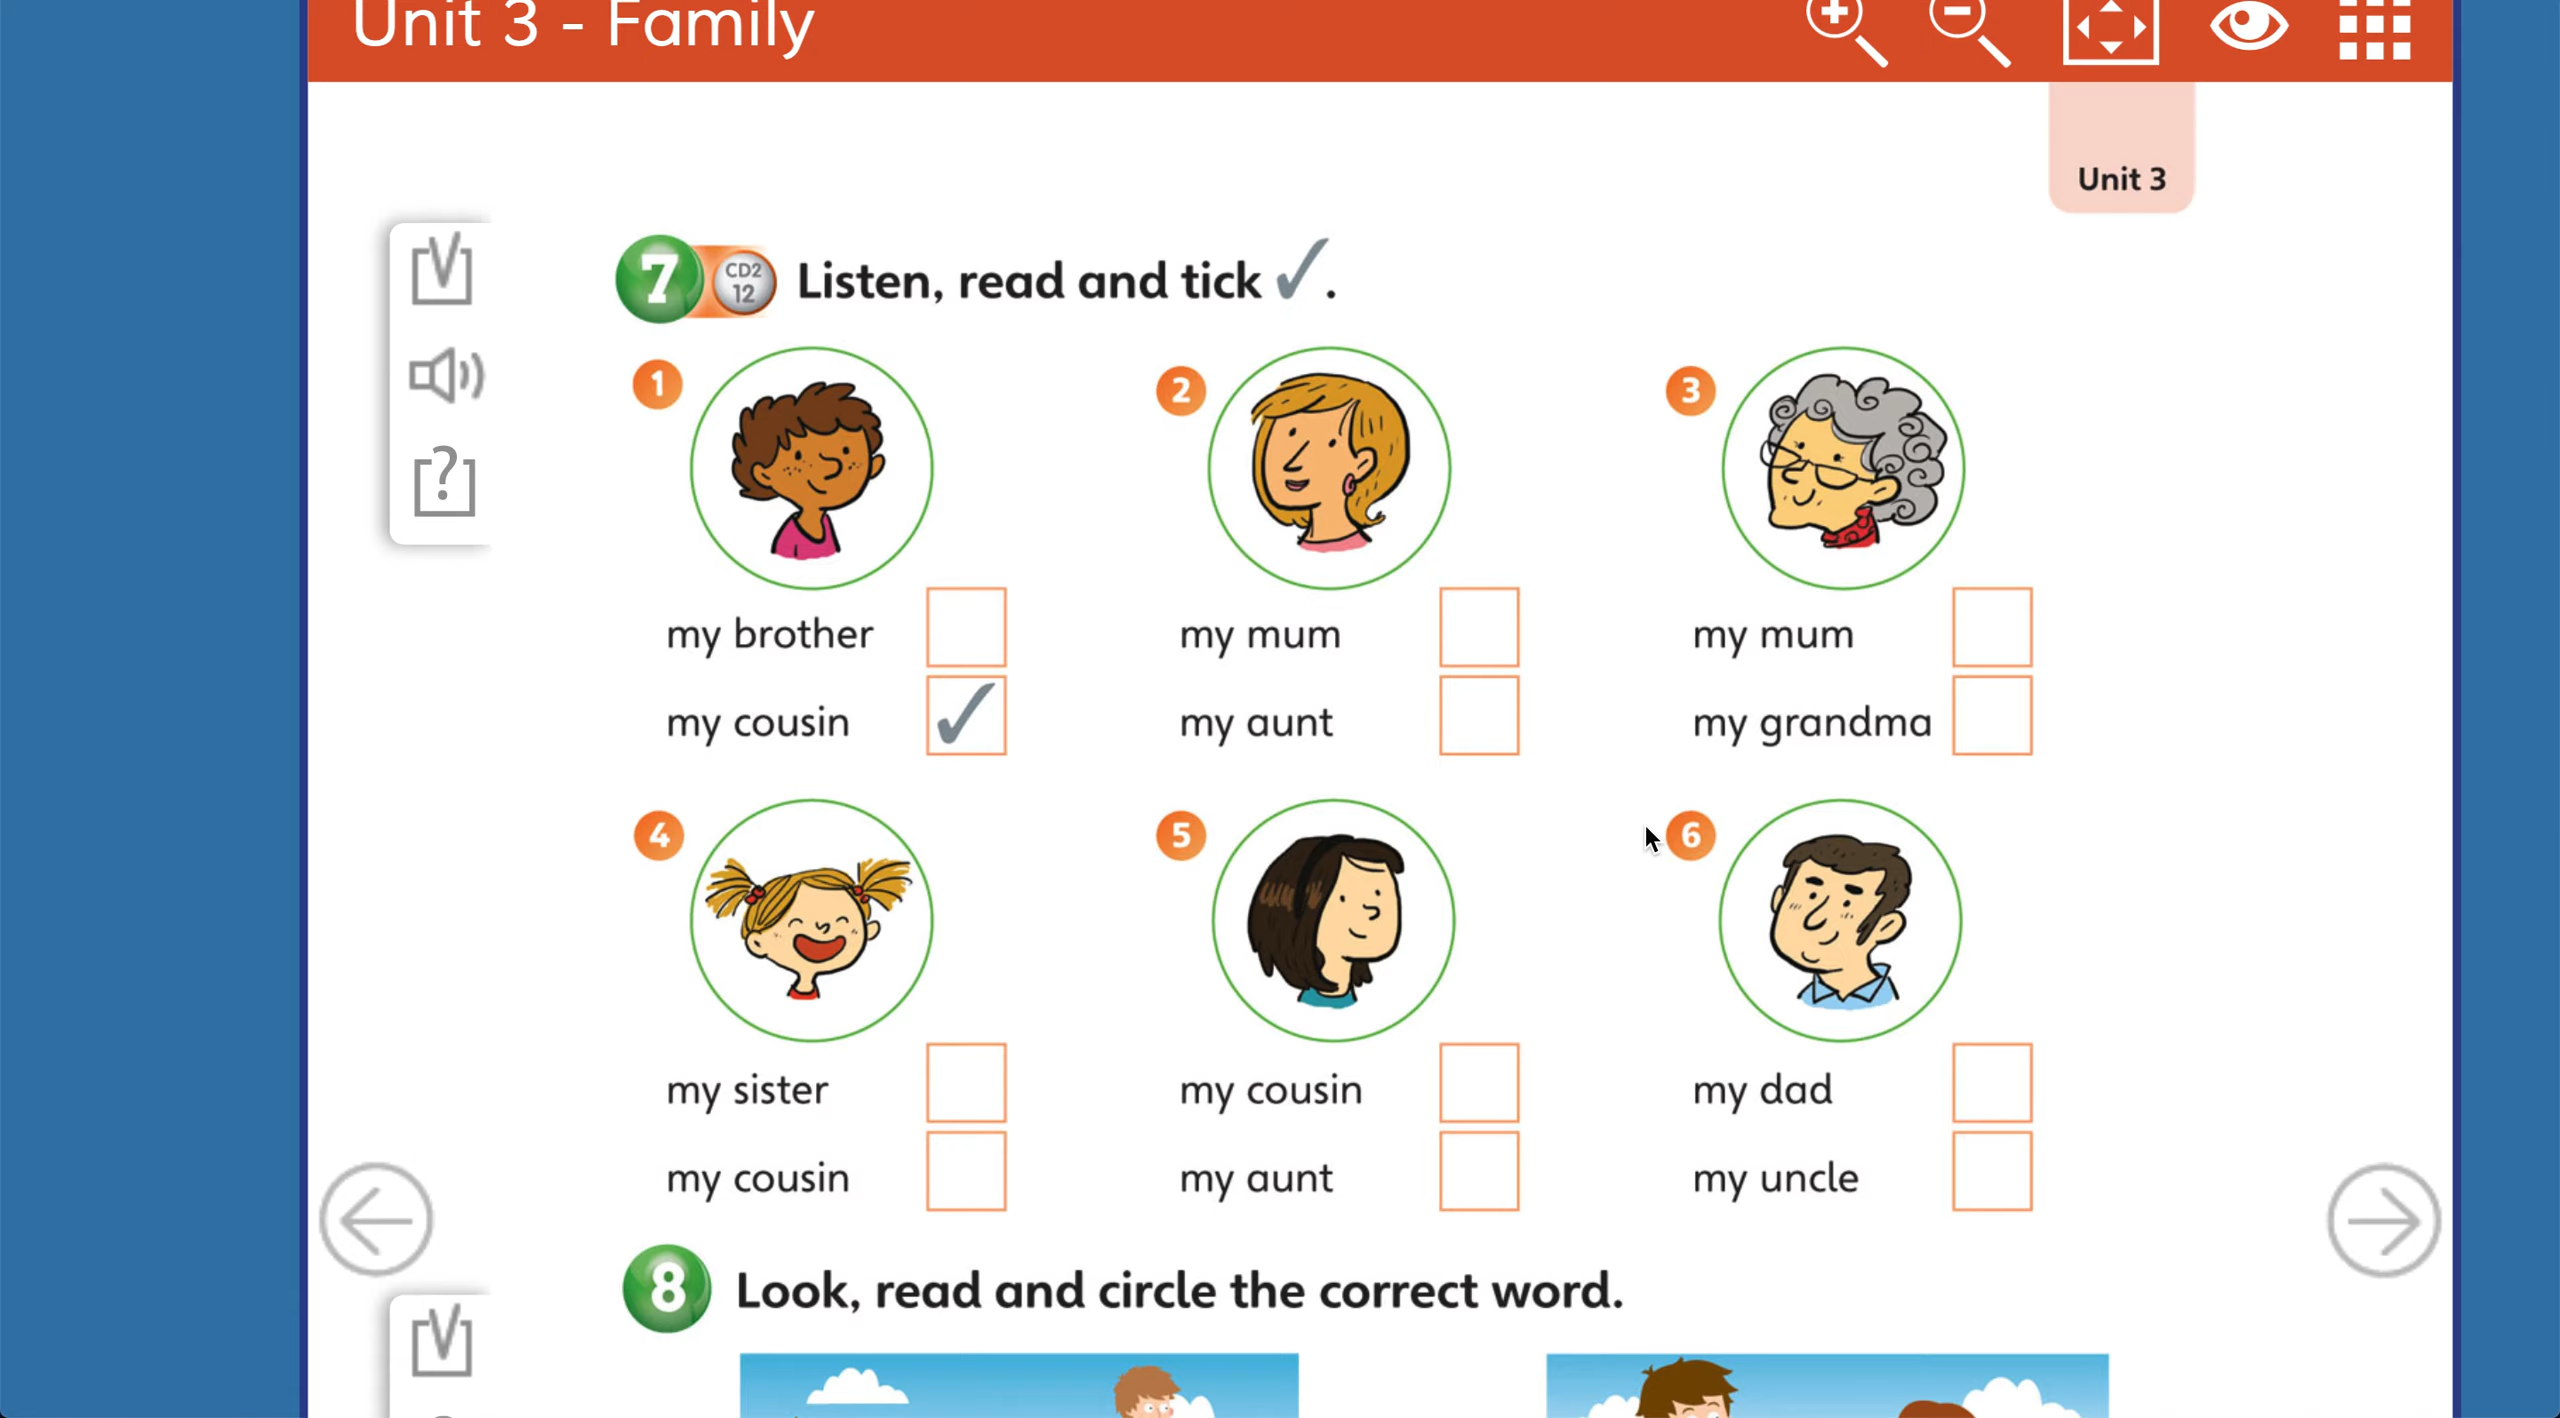 Unit 3 - Family
Unit 3
7 CD2 12 Listen, read and tick ✓.
1
2
3
my brother
my mum
my mum
my cousin ✓
my aunt
my grandma
4
5
6
my sister
my cousin
my dad
my cousin
my aunt
my uncle
8 Look, read and circle the correct word.